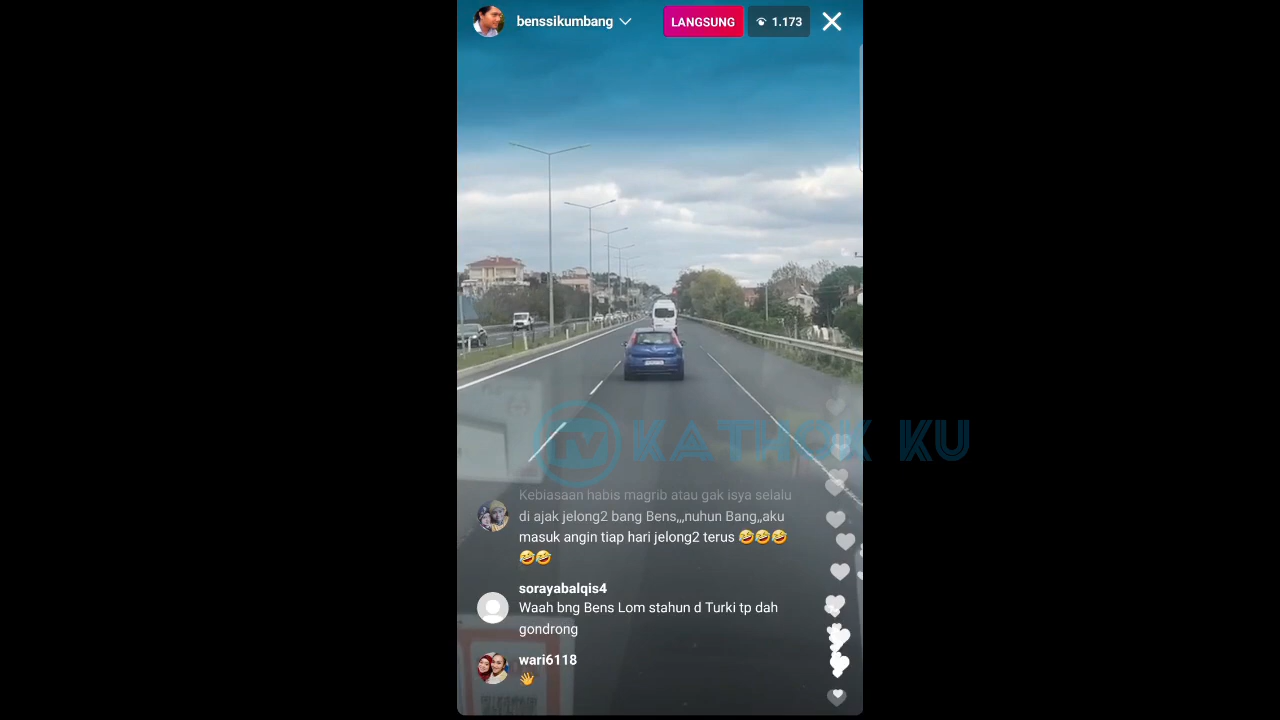 benssikumbang
LANGSUNG
1.173
TV KATHOK KU
Kebiasaan habis magrib atau gak isya selalu
di ajak jelong2 bang Bens,,,nuhun Bang,,aku
masuk angin tiap hari jelong2 terus 🤣🤣🤣
🤣🤣
sorayabalqis4
Waah bng Bens Lom stahun d Turki tp dah
gondrong
wari6118
👋